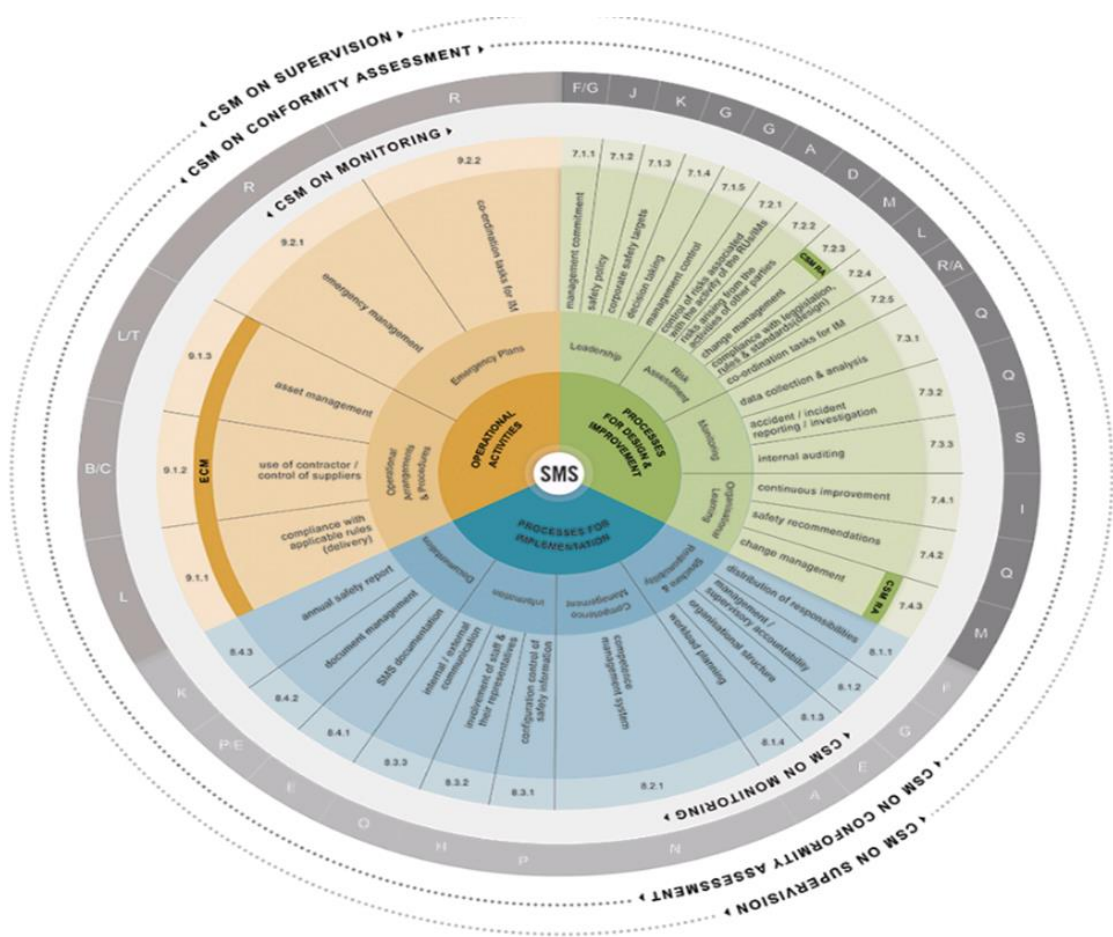 CSM ON SUPERVISION
CSM ON CONFORMITY ASSESSMENT
CSM ON MONITORING
F/G
J
K
G
G
A
D
M
L
R/A
Q
Q
S
I
Q
M
F
G
E
A
N
P
H
O
E
P/E
K
L
B/C
L/T
R
R
7.1.1
7.1.2
7.1.3
7.1.4
7.1.5
7.2.1
7.2.2
7.2.3
7.2.4
7.2.5
7.3.1
7.3.2
7.3.3
7.4.1
7.4.2
7.4.3
8.1.1
8.1.2
8.1.3
8.1.4
8.2.1
8.3.1
8.3.2
8.3.3
8.4.1
8.4.2
8.4.3
9.1.1
9.1.2
9.1.3
9.2.1
9.2.2
management commitment
safety policy
corporate safety targets
decision taking
management control
control of risks associated
with the activity of the RUs/IMs
risks arising from the
activities of other parties
change management
CSM RA
compliance with legislation,
rules & standards(design)
co-ordination tasks for IM
data collection & analysis
accident / incident
reporting / investigation
internal auditing
continuous improvement
safety recommendations
change management
CSM RA
distribution of responsibilities
management /
supervisory accountability
organisational structure
workload planning
competence
management system
configuration control of
safety information
involvement of staff &
their representatives
internal / external
communication
SMS documentation
document management
annual safety report
compliance with
applicable rules
(delivery)
use of contractor /
control of suppliers
asset management
ECM
emergency management
co-ordination tasks for IM
Leadership
Risk
Assessment
Monitoring
Organisational
Learning
Structure &
Responsibility
Competence
Management
Information
Documentation
Operational
Arrangements
& Procedures
Emergency Plans
OPERATIONAL
ACTIVITIES
PROCESSES
FOR DESIGN &
IMPROVEMENT
PROCESSES FOR
IMPLEMENTATION
SMS
CSM ON MONITORING
CSM ON CONFORMITY ASSESSMENT
CSM ON SUPERVISION